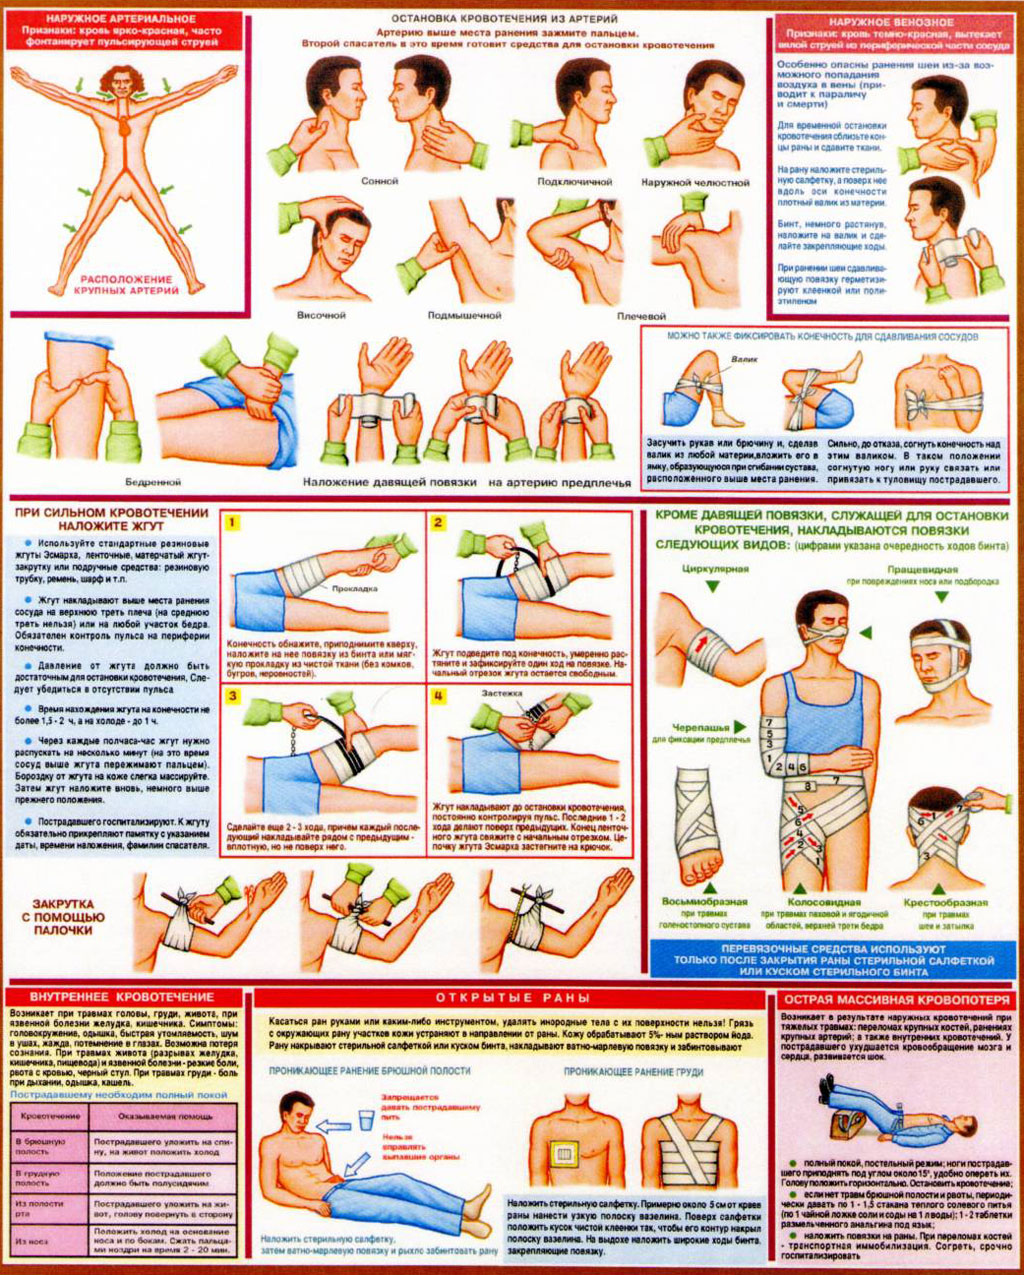 НАРУЖНОЕ АРТЕРИАЛЬНОЕ
Признаки: кровь ярко-красная, часто
фонтанирует пульсирующей струей
РАСПОЛОЖЕНИЕ
КРУПНЫХ АРТЕРИЙ
ОСТАНОВКА КРОВОТЕЧЕНИЯ ИЗ АРТЕРИЙ
Артерию выше места ранения зажмите пальцем.
Второй спасатель в это время готовит средства для остановки кровотечения
Сонной
Подключичной
Наружной челюстной
Височной
Подмышечной
Плечевой
НАРУЖНОЕ ВЕНОЗНОЕ
Признаки: кровь темно-красная, вытекает
вялой струей из периферической части сосуда
Особенно опасны ранения шеи из-за воз-
можного попадания
воздуха в вены (при-
водит к параличу
и смерти)
Для временной остановки
кровотечения сблизьте кон-
цы раны и сдавите ткани.
На рану наложите стериль-
ную салфетку, а поверх нее
вдоль оси конечности
плотный валик из материи.
Бинт, немного растянув,
наложите на валик и сде-
лайте закрепляющие ходы.
При ранении шеи сдавлива-
ющую повязку герметизи-
руют клеенкой или поли-
этиленом
Бедренной
Наложение давящей повязки на артерию предплечья
МОЖНО ТАКЖЕ ФИКСИРОВАТЬ КОНЕЧНОСТЬ ДЛЯ СДАВЛИВАНИЯ СОСУДОВ
Валик
Засучить рукав или брючину и, сделав
валик из любой материи,вложить его в
ямку, образующуюся при сгибании сустава,
расположенного выше места ранения.
Сильно, до отказа, согнуть конечность над
этим валиком. В таком положении
согнутую ногу или руку связать или
привязать к туловищу пострадавшего.
ПРИ СИЛЬНОМ КРОВОТЕЧЕНИИ
НАЛОЖИТЕ ЖГУТ
Используйте стандартные резиновые
жгуты Эсмарха, ленточные, матерчатый жгут-
закрутку или подручные средства: резиновую
трубку, ремень, шарф и т.п.
Жгут накладывают выше места ранения
сосуда на верхнюю треть плеча (на среднюю
треть нельзя) или на любой участок бедра.
Обязателен контроль пульса на периферии
конечности.
Давление от жгута должно быть
достаточным для остановки кровотечения, Сле-
дует убедиться в отсутствии пульса
Время нахождения жгута на конечности не
более 1,5 - 2 ч, а на холоде - до 1 ч.
Через каждые полчаса-час жгут нужно
распускать на несколько минут (на это время
сосуд выше жгута пережимают пальцем).
Бороздку от жгута на коже слегка массируйте.
Затем жгут наложите вновь, немного выше
прежнего положения.
Пострадавшего госпитализируют. К жгуту
обязательно прикрепляют памятку с указанием
даты, времени наложения, фамилии спасателя.
1
Прокладка
Конечность обнажите, приподнимите кверху,
наложите на нее повязку из бинта или мяг-
кую прокладку из чистой ткани (без комков,
бугров, неровностей).
2
Жгут подведите под конечность, умеренно рас-
тяните и зафиксируйте один ход на повязке. На-
чальный отрезок жгута остается свободным.
3
Сделайте еще 2 - 3 хода, причем каждый после-
дующий накладывайте рядом с предыдущим -
вплотную, но не поверх него.
4
Застежка
Жгут накладывают до остановки кровотечения,
постоянно контролируя пульс. Последние 1 - 2
хода делают поверх предыдущих. Конец ленточ-
ного жгута свяжите с начальным отрезком. Це-
почку жгута Эсмарха застегните на крючок.
ЗАКРУТКА
С ПОМОЩЬЮ
ПАЛОЧКИ
КРОМЕ ДАВЯЩЕЙ ПОВЯЗКИ, СЛУЖАЩЕЙ ДЛЯ ОСТАНОВКИ
КРОВОТЕЧЕНИЯ, НАКЛАДЫВАЮТСЯ ПОВЯЗКИ
СЛЕДУЮЩИХ ВИДОВ: (цифрами указана очередность ходов бинта)
Циркулярная
Пращевидная
при повреждениях носа или подбородка
Черепашья
для фиксации предплечья
7
5
3
1 2 4 6
7
5
6
4
3
2
1
7
6
1
3
Восьмиобразная
при травмах
голеностопного сустава
Колосовидная
при травмах паховой и ягодичной
областей, верхней трети бедра
Крестообразная
при травмах
шеи и затылка
ПЕРЕВЯЗОЧНЫЕ СРЕДСТВА ИСПОЛЬЗУЮТ
ТОЛЬКО ПОСЛЕ ЗАКРЫТИЯ РАНЫ СТЕРИЛЬНОЙ САЛФЕТКОЙ
ИЛИ КУСКОМ СТЕРИЛЬНОГО БИНТА
ВНУТРЕННЕЕ КРОВОТЕЧЕНИЕ
Возникает при травмах головы, груди, живота, при
язвенной болезни желудка, кишечника. Симптомы:
головокружение, одышка, быстрая утомляемость, шум
в ушах, жажда, потемнение в глазах. Возможна потеря
сознания. При травмах живота (разрывах желудка,
кишечника, пищевода) и язвенной болезни - резкие боли,
рвота с кровью, черный стул. При травмах груди - боль
при дыхании, одышка, кашель.
Пострадавшему необходим полный покой
Кровотечение
Оказываемая помощь
В брюшную
полость
Пострадавшего уложить на спи-
ну, на живот положить холод
В грудную
полость
Положение пострадавшего
должно быть полусидячим
Из полости
рта
Пострадавшего уложить на жи-
вот, голову повернуть в сторону
Из носа
Положить холод на основание
носа и по бокам. Сжать пальца-
ми ноздри на время 2 - 20 мин.
ОТКРЫТЫЕ РАНЫ
Касаться ран руками или каким-либо инструментом, удалять инородные тела с их поверхности нельзя! Грязь
с окружающих рану участков кожи устраняют в направлении от раны. Кожу обрабатывают 5%- ным раствором йода.
Рану накрывают стерильной салфеткой или куском бинта, накладывают ватно-марлевую повязку и забинтовывают
ПРОНИКАЮЩЕЕ РАНЕНИЕ БРЮШНОЙ ПОЛОСТИ
Запрещается
давать пострадавшему
пить
Нельзя
вправлять
выпавшие органы
Наложить стерильную салфетку,
затем ватно-марлевую повязку и рыхло забинтовать рану
ПРОНИКАЮЩЕЕ РАНЕНИЕ ГРУДИ
Наложить стерильную салфетку. Примерно около 5 см от краев
раны нанести узкую полоску вазелина. Поверх салфетки
положить кусок чистой клеенки так, чтобы его контур накрыл
полоску вазелина. На выдохе наложить широкие ходы бинта,
закрепляющие повязку.
ОСТРАЯ МАССИВНАЯ КРОВОПОТЕРЯ
Возникает в результате наружных кровотечений при
тяжелых травмах: переломах крупных костей, ранениях
крупных артерий; а также внутренних кровотечений. У
пострадавшего ухудшается кровообращение мозга и
сердца, развивается шок.
полный покой, постельный режим; ноги пострадав-
шего приподнять под углом около 15°, удобно опереть их.
Голову положить горизонтально. Остановить кровотечение;
если нет травм брюшной полости и рвоты, периоди-
чески давать по 1 - 1,5 стакана теплого солевого питья
(по 1 чайной ложке соли и соды на 1 л воды); 1 - 2 таблетки
размельченного анальгина под язык;
наложить повязки на раны. При переломах костей
- транспортная иммобилизация. Согреть, срочно
госпитализировать